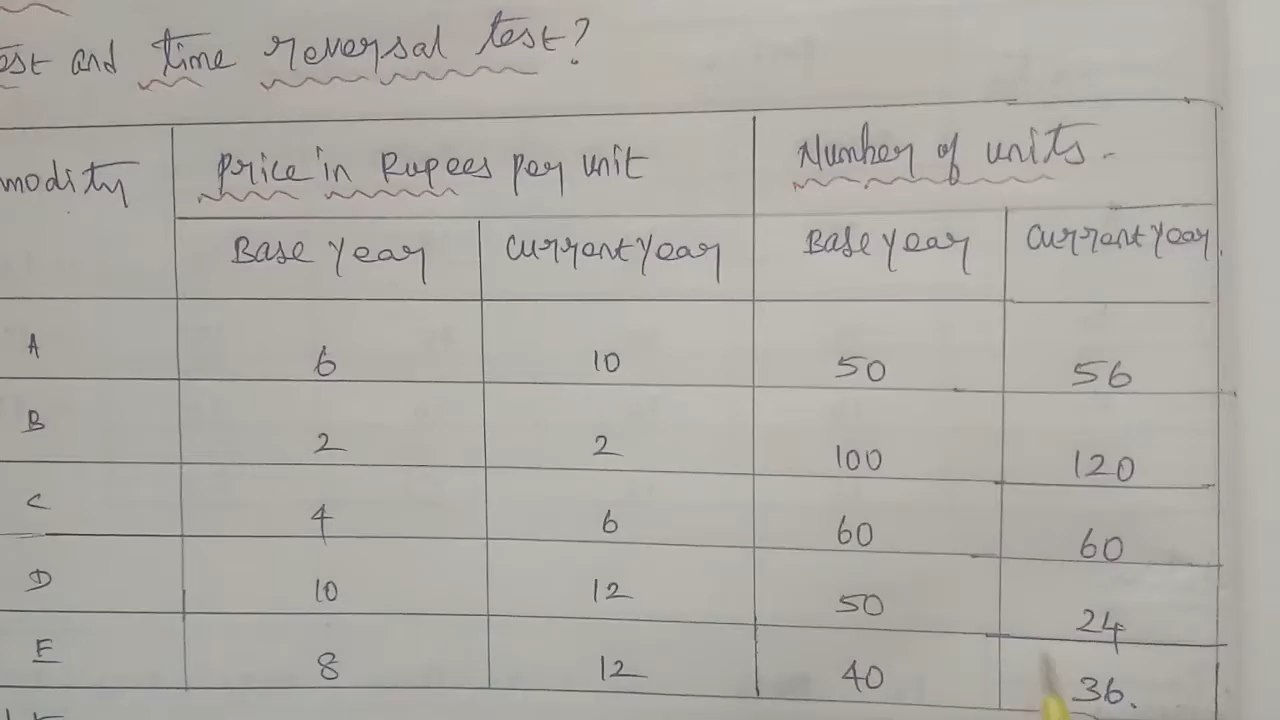 est and time reversal test?
modity Price in Rupees per unit Number of units.
Base year Current year Base year Current year
A 6 10 50 56
B 2 2 100 120
C 4 6 60 60
D 10 12 50 24
E 8 12 40 36.